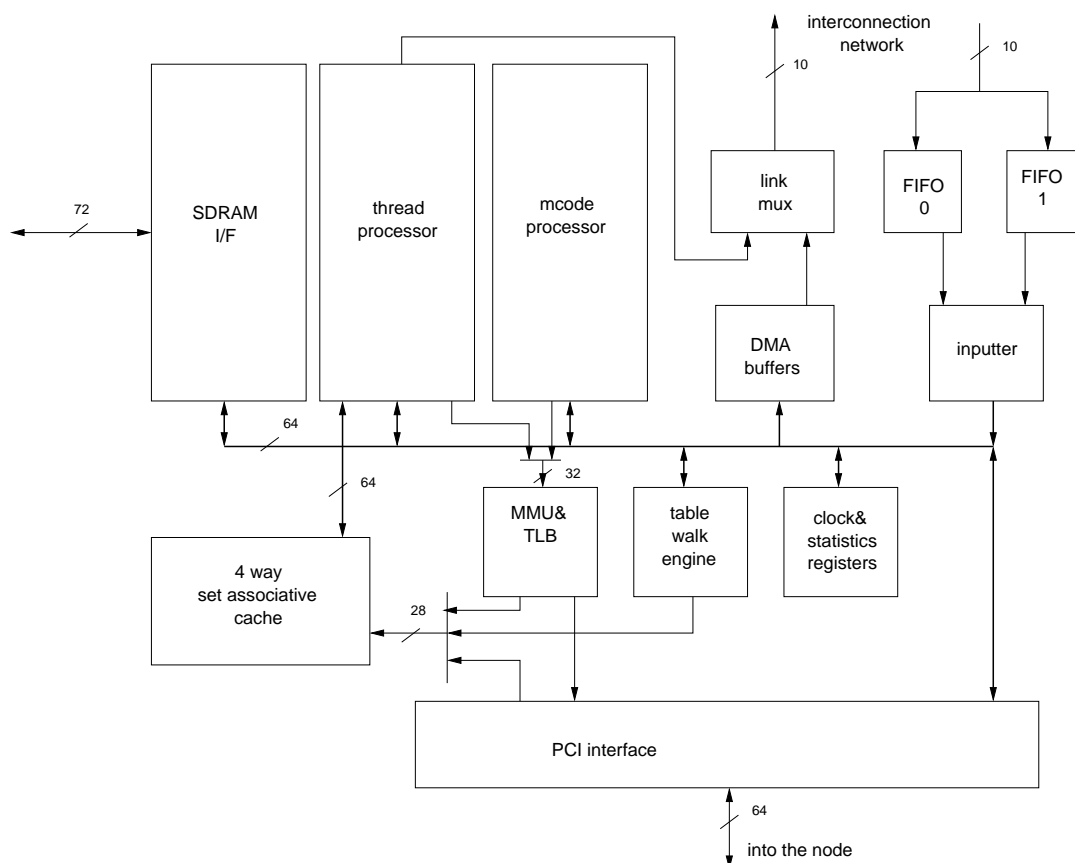 interconnection
network
10
10
72
SDRAM
I/F
thread
processor
mcode
processor
link
mux
FIFO
0
FIFO
1
DMA
buffers
inputter
64
64
32
MMU&
TLB
table
walk
engine
clock&
statistics
registers
4 way
set associative
cache
28
PCI interface
64
into the node